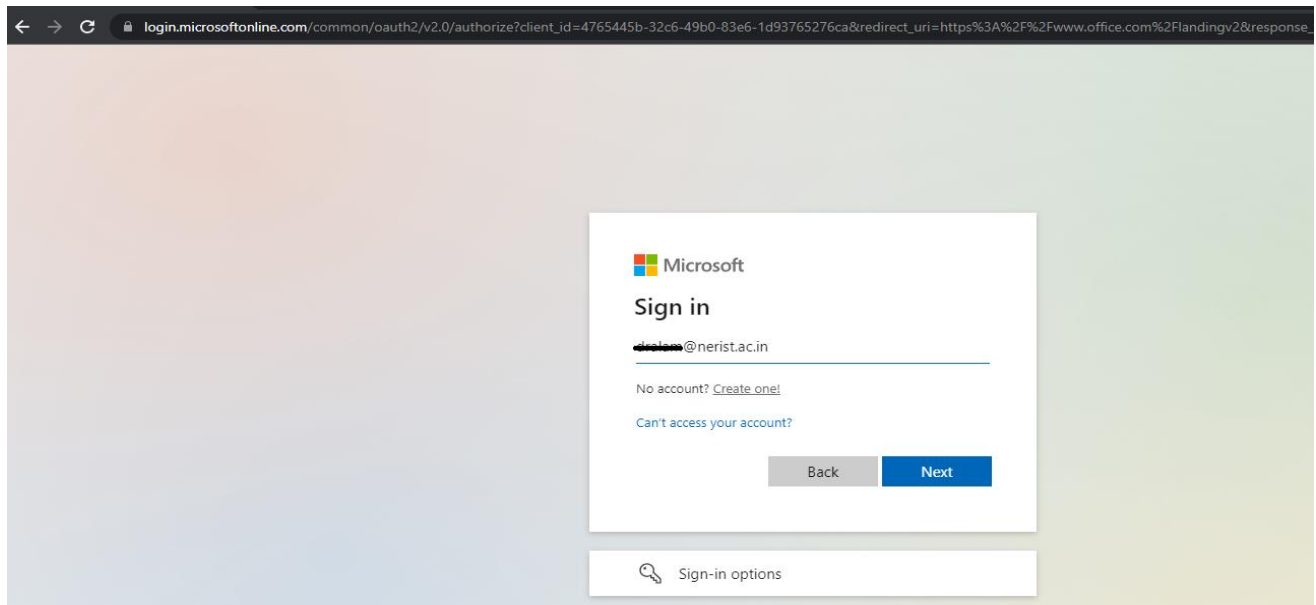 login.microsoftonline.com/common/oauth2/v2.0/authorize?client_id=4765445b-32c6-49b0-83e6-1d93765276ca&redirect_uri=https%3A%2F%2Fwww.office.com%2Flandingv2&response_
Microsoft
Sign in
@nerist.ac.in
No account? Create one!
Can't access your account?
Back Next
Sign-in options